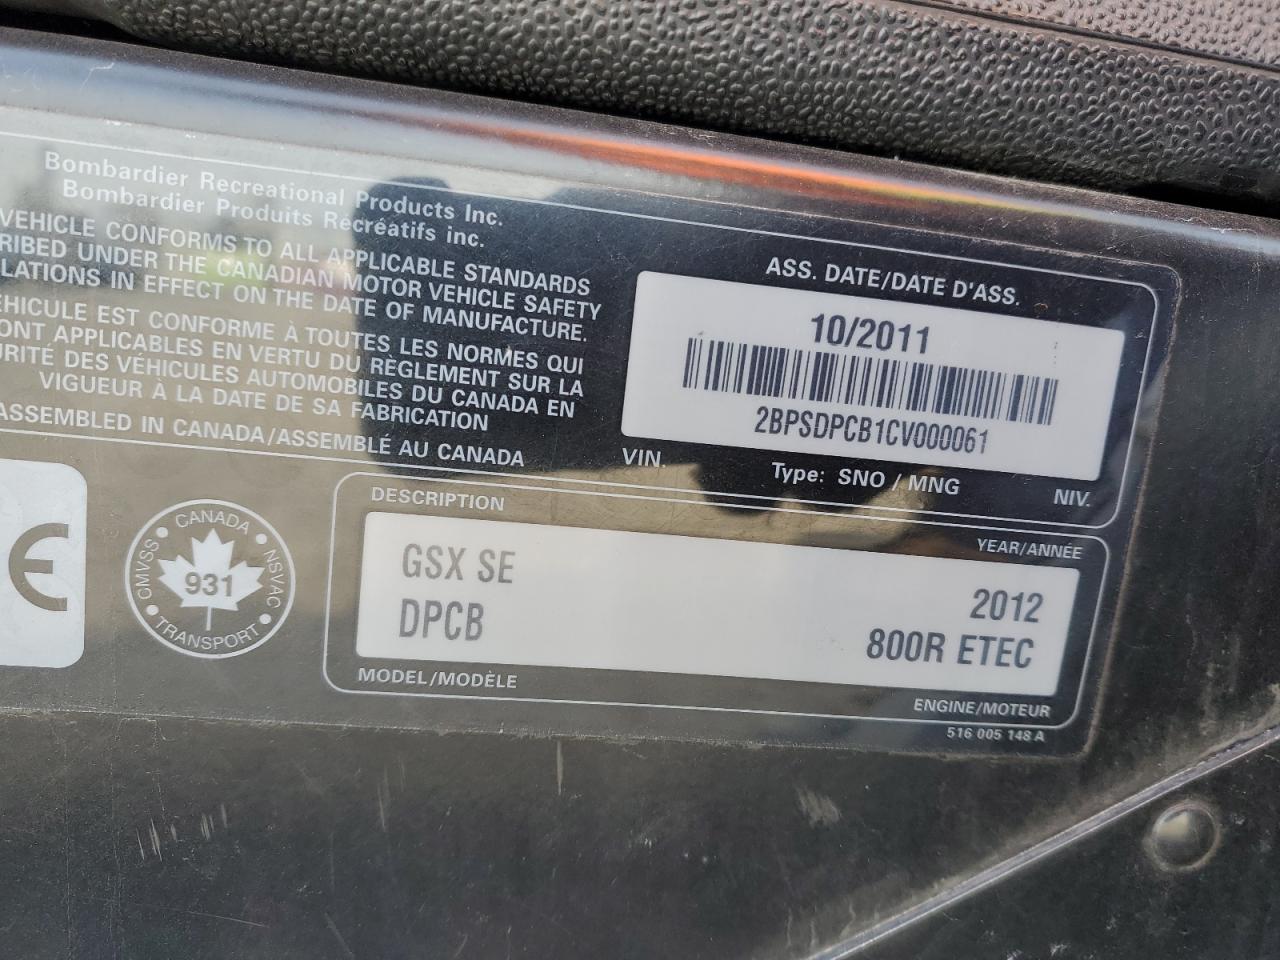 Bombardier Recreational Products Inc.
Bombardier Produits Récréatifs inc.
VEHICLE CONFORMS TO ALL APPLICABLE STANDARDS
RIBED UNDER THE CANADIAN MOTOR VEHICLE SAFETY
LATIONS IN EFFECT ON THE DATE OF MANUFACTURE.
ÉHICULE EST CONFORME À TOUTES LES NORMES QUI
ONT APPLICABLES EN VERTU DU RÈGLEMENT SUR LA
URITÉ DES VÉHICULES AUTOMOBILES DU CANADA EN
VIGUEUR À LA DATE DE SA FABRICATION
ASSEMBLED IN CANADA/ASSEMBLÉ AU CANADA
ASS. DATE/DATE D'ASS.
10/2011
2BPSDPCB1CV000061
VIN.
Type: SNO / MNG
NIV.
CE
CANADA
CMVSS
931
NSVAC
TRANSPORT
DESCRIPTION
YEAR/ANNÉE
GSX SE
2012
DPCB
800R ETEC
MODEL/MODÈLE
ENGINE/MOTEUR
516 005 148 A